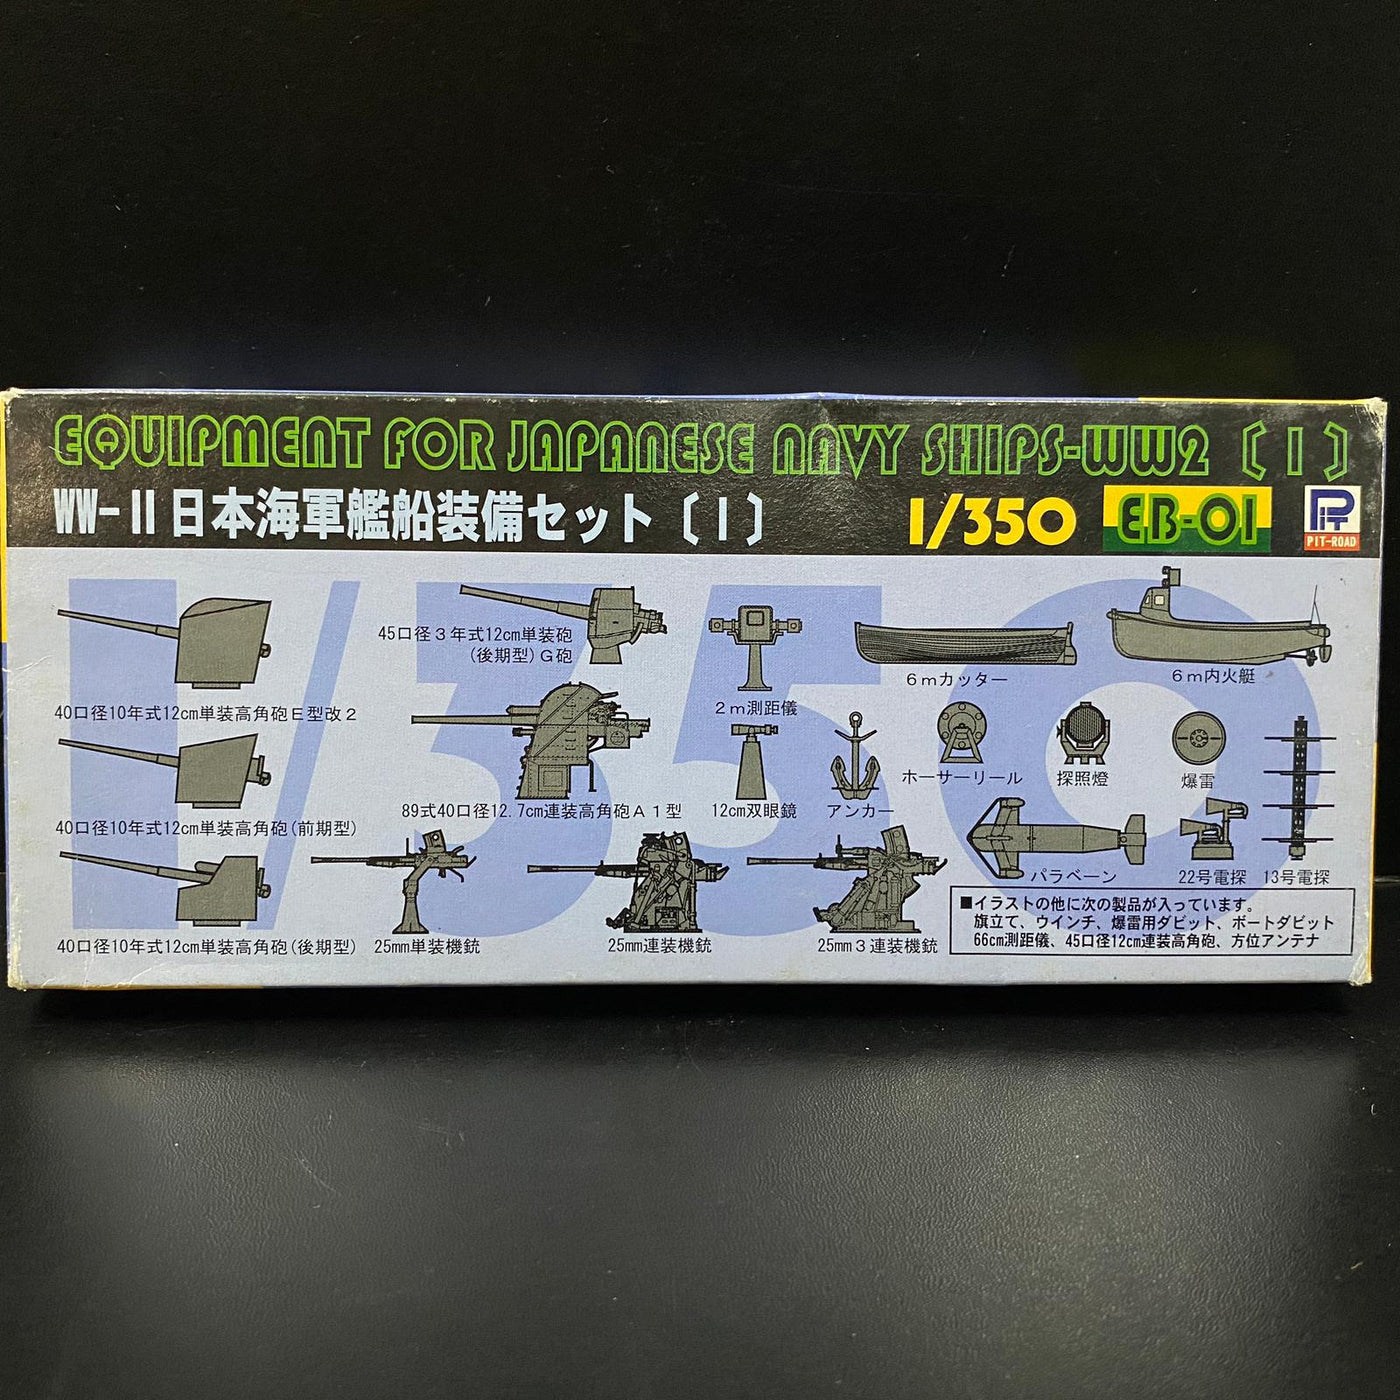 EQUIPMENT FOR JAPANESE NAVY SHIPS-WW2 〔I〕
WW-II日本海軍艦船装備セット〔I〕 1/350 EB-01
PIT
PIT-ROAD
1/350
45口径3年式12cm単装砲
(後期型)G砲
6mカッター
6m内火艇
40口径10年式12cm単装高角砲E型改2
2m測距儀
ホーサーリール
探照燈
爆雷
89式40口径12.7cm連装高角砲A1型
12cm双眼鏡
アンカー
40口径10年式12cm単装高角砲(前期型)
パラベーン
22号電探
13号電探
40口径10年式12cm単装高角砲(後期型)
25mm単装機銃
25mm連装機銃
25mm3連装機銃
■イラストの他に次の製品が入っています。
旗立て、ウインチ、爆雷用ダビット、ボートダビット
66cm測距儀、45口径12cm連装高角砲、方位アンテナ